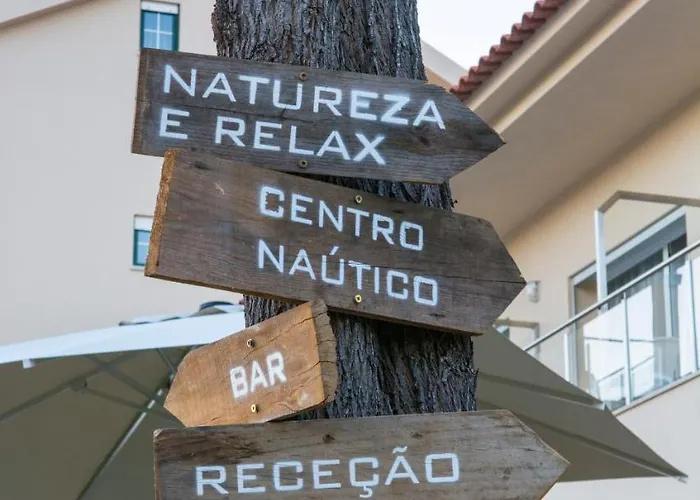 NATUREZA
E RELAX
CENTRO
NAÚTICO
BAR
RECEÇÃO